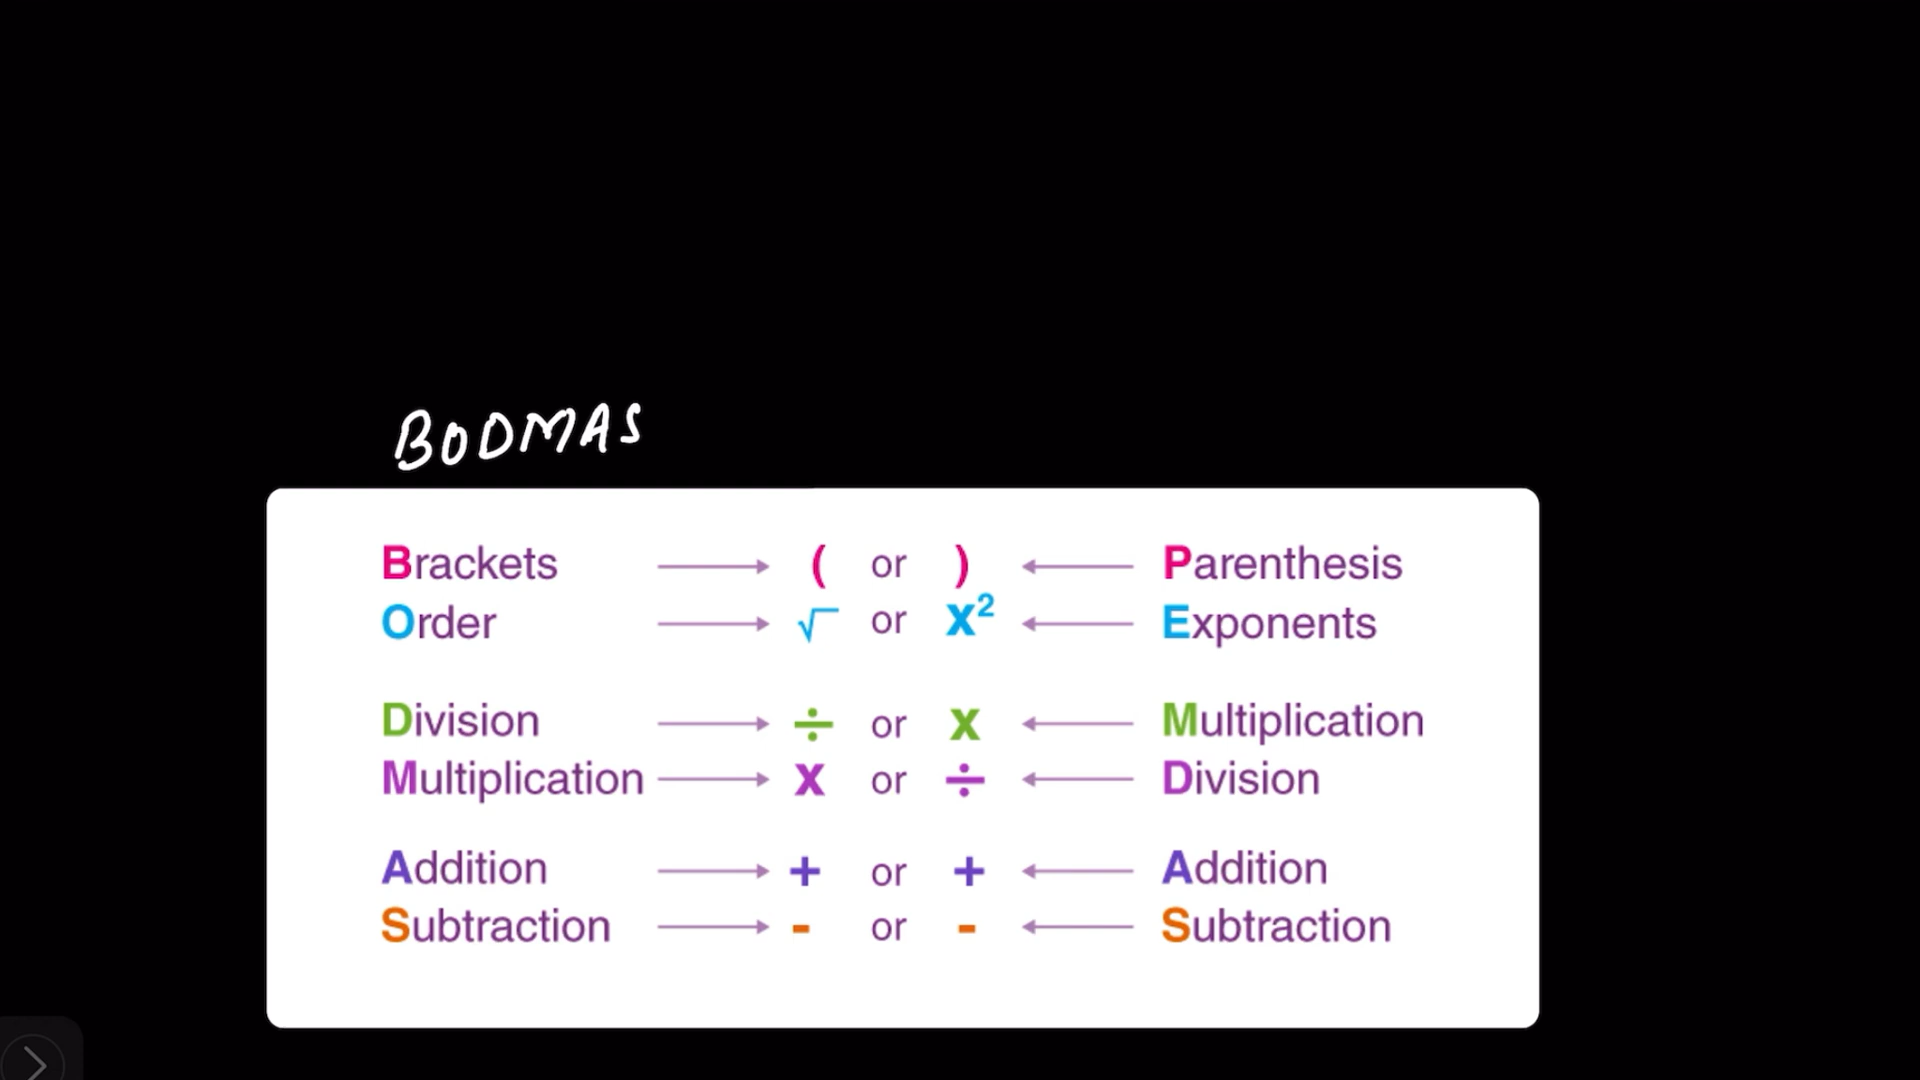 BODMAS
Brackets ( or ) Parenthesis
Order √ or X² Exponents
Division ÷ or x Multiplication
Multiplication x or ÷ Division
Addition + or + Addition
Subtraction - or - Subtraction